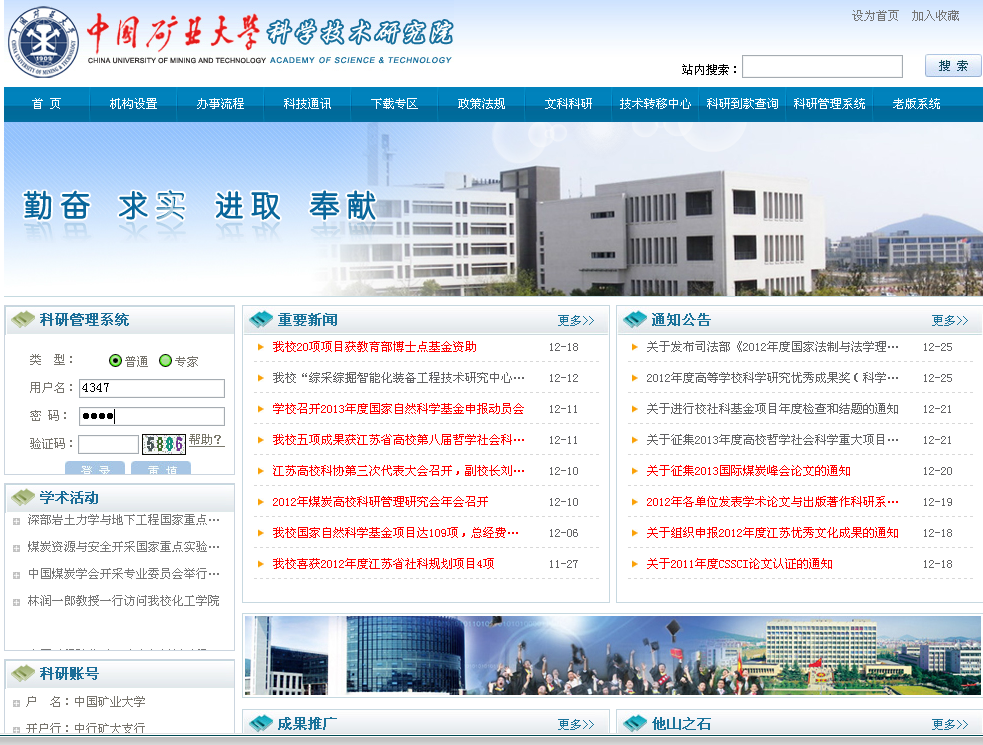 中国矿业大学科学技术研究院
CHINA UNIVERSITY OF MINING AND TECHNOLOGY ACADEMY OF SCIENCE & TECHNOLOGY
1909
设为首页 加入收藏
站内搜索： 搜 索
首 页 机构设置 办事流程 科技通讯 下载专区 政策法规 文科科研 技术转移中心 科研到款查询 科研管理系统 老版系统
勤奋 求实 进取 奉献
科研管理系统
类 型： 普通 专家
用户名： 4347
密 码： ●●●●
验证码： 5886 帮助?
登 录 重 填
学术活动
深部岩土力学与地下工程国家重点…
煤炭资源与安全开采国家重点实验…
中国煤炭学会开采专业委员会举行…
林润一郎教授一行访问我校化工学院
科研账号
户 名：中国矿业大学
开户行：中行矿大支行
重要新闻 更多>>
我校20项项目获教育部博士点基金资助 12-18
我校“综采综掘智能化装备工程技术研究中心… 12-12
学校召开2013年度国家自然科学基金申报动员会 12-11
我校五项成果获江苏省高校第八届哲学社会科… 12-11
江苏高校科协第三次代表大会召开，副校长刘… 12-10
2012年煤炭高校科研管理研究会年会召开 12-10
我校国家自然科学基金项目达109项，总经费… 12-06
我校喜获2012年度江苏省社科规划项目4项 11-27
通知公告 更多>>
关于发布司法部《2012年度国家法制与法学理… 12-25
2012年度高等学校科学研究优秀成果奖（科学… 12-25
关于进行校社科基金项目年度检查和结题的通知 12-21
关于征集2013年度高校哲学社会科学重大项目… 12-21
关于征集2013国际煤炭峰会论文的通知 12-20
2012年各单位发表学术论文与出版著作科研系… 12-19
关于组织申报2012年度江苏优秀文化成果的通知 12-18
关于2011年度CSSCI论文认证的通知 12-18
成果推广 更多>>
他山之石 更多>>